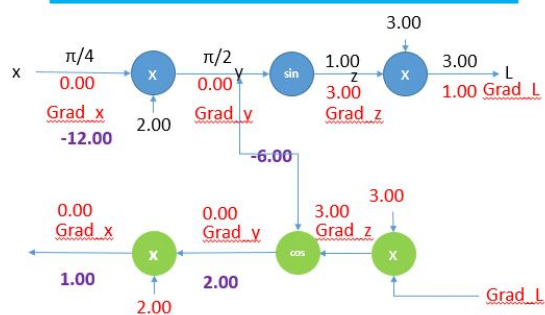 3.00
π/4 π/2 1.00 3.00
x X y sin z X L
0.00 0.00 3.00 1.00 Grad_L
Grad_x 2.00 Grad_y Grad_z
-12.00
-6.00
3.00
0.00 0.00 3.00
Grad_x Grad_y Grad_z
X cos X
1.00 2.00
2.00 Grad_L